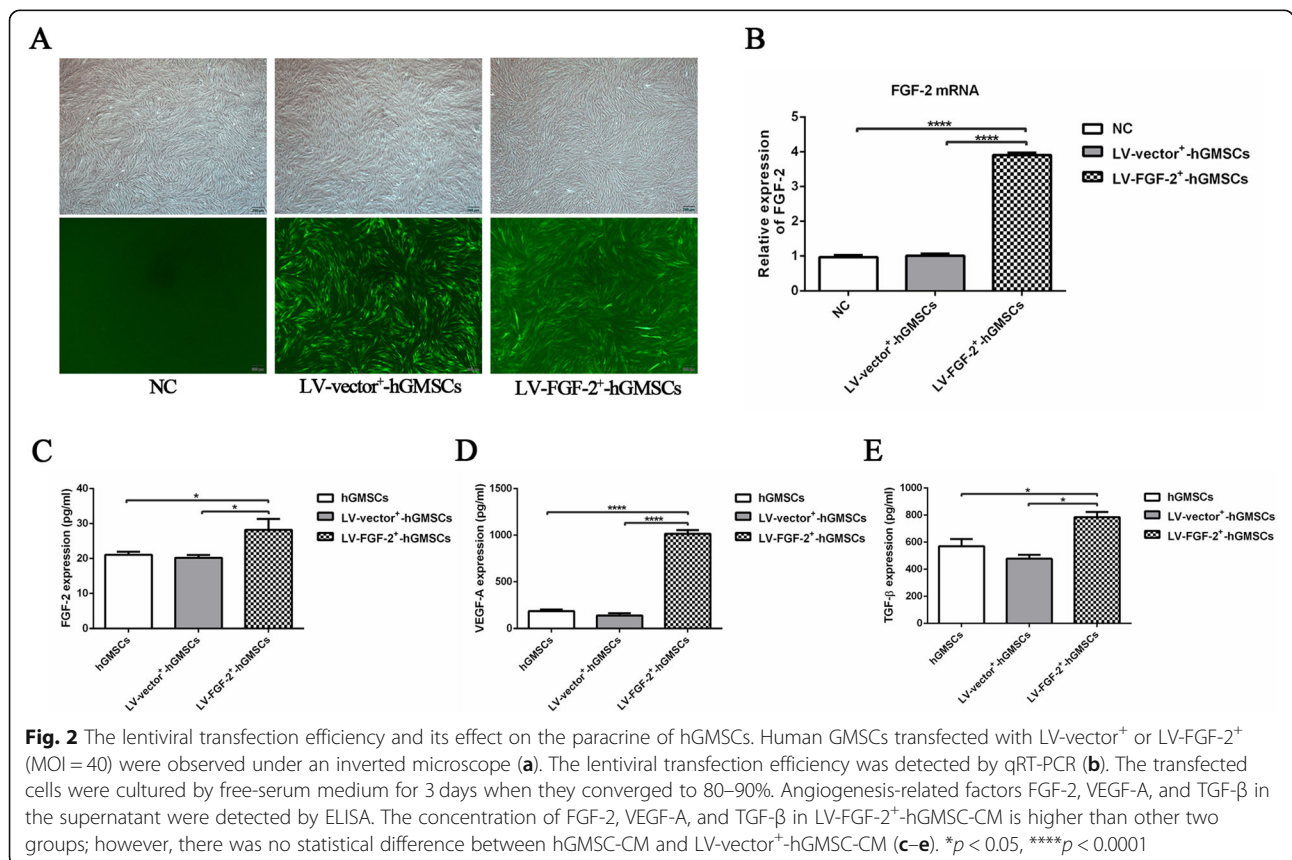 A
NC
LV-vector⁺-hGMSCs
LV-FGF-2⁺-hGMSCs
B
FGF-2 mRNA
Relative expression
of FGF-2
5
4
3
2
1
0
****
****
NC
LV-vector⁺-hGMSCs
LV-FGF-2⁺-hGMSCs
NC
LV-vector⁺-hGMSCs
LV-FGF-2⁺-hGMSCs
C
FGF-2 expression (pg/ml)
40
30
20
10
0
*
*
hGMSCs
LV-vector⁺-hGMSCs
LV-FGF-2⁺-hGMSCs
hGMSCs
LV-vector⁺-hGMSCs
LV-FGF-2⁺-hGMSCs
D
VEGF-A expression (pg/ml)
1500
1000
500
0
****
****
hGMSCs
LV-vector⁺-hGMSCs
LV-FGF-2⁺-hGMSCs
hGMSCs
LV-vector⁺-hGMSCs
LV-FGF-2⁺-hGMSCs
E
TGF-β expression (pg/ml)
1000
800
600
400
200
0
*
*
hGMSCs
LV-vector⁺-hGMSCs
LV-FGF-2⁺-hGMSCs
hGMSCs
LV-vector⁺-hGMSCs
LV-FGF-2⁺-hGMSCs
Fig. 2 The lentiviral transfection efficiency and its effect on the paracrine of hGMSCs. Human GMSCs transfected with LV-vector⁺ or LV-FGF-2⁺
(MOI = 40) were observed under an inverted microscope (a). The lentiviral transfection efficiency was detected by qRT-PCR (b). The transfected
cells were cultured by free-serum medium for 3 days when they converged to 80–90%. Angiogenesis-related factors FGF-2, VEGF-A, and TGF-β in
the supernatant were detected by ELISA. The concentration of FGF-2, VEGF-A, and TGF-β in LV-FGF-2⁺-hGMSC-CM is higher than other two
groups; however, there was no statistical difference between hGMSC-CM and LV-vector⁺-hGMSC-CM (c–e). *p < 0.05, ****p < 0.0001